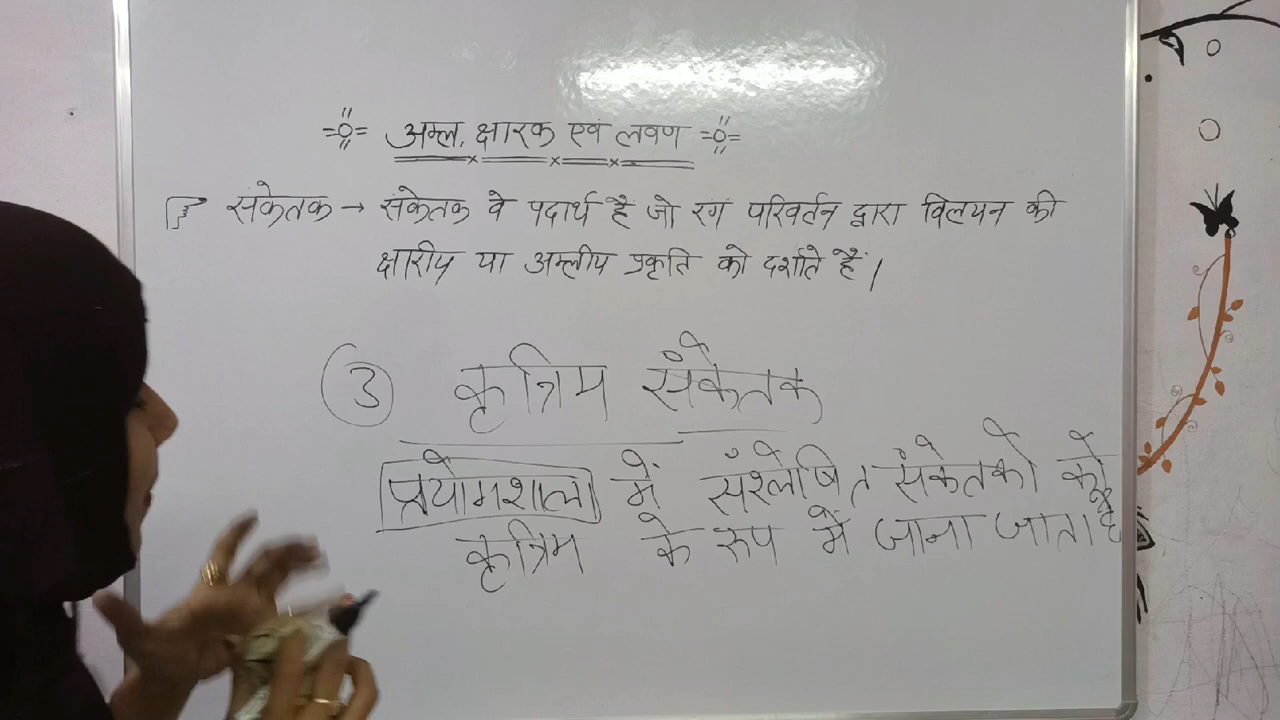 अम्ल, क्षारक एवं लवण
संकेतक → संकेतक वे पदार्थ है जो रंग परिवर्तन द्वारा विलयन की
क्षारीय या अम्लीय प्रकृति को दर्शाते हैं।
③ कृत्रिम संकेतक
प्रयोगशाला में संश्लेषित संकेतको को
कृत्रिम के रूप में जाना जाता है